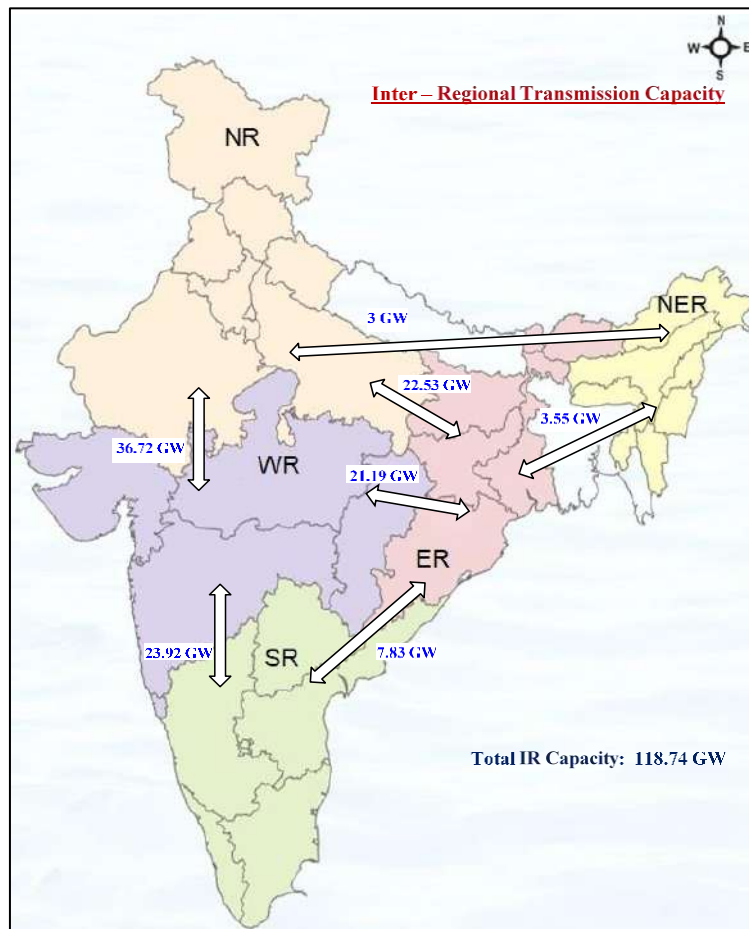 N
W E
S
Inter – Regional Transmission Capacity
NR
NER
3 GW
22.53 GW
3.55 GW
36.72 GW
WR
21.19 GW
ER
23.92 GW
SR
7.83 GW
Total IR Capacity: 118.74 GW